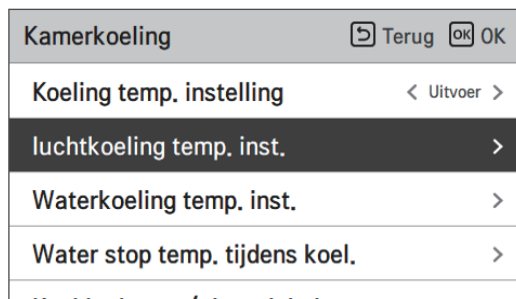 Kamerkoeling Terug OK OK
Koeling temp. instelling < Uitvoer >
luchtkoeling temp. inst. >
Waterkoeling temp. inst. >
Water stop temp. tijdens koel. >